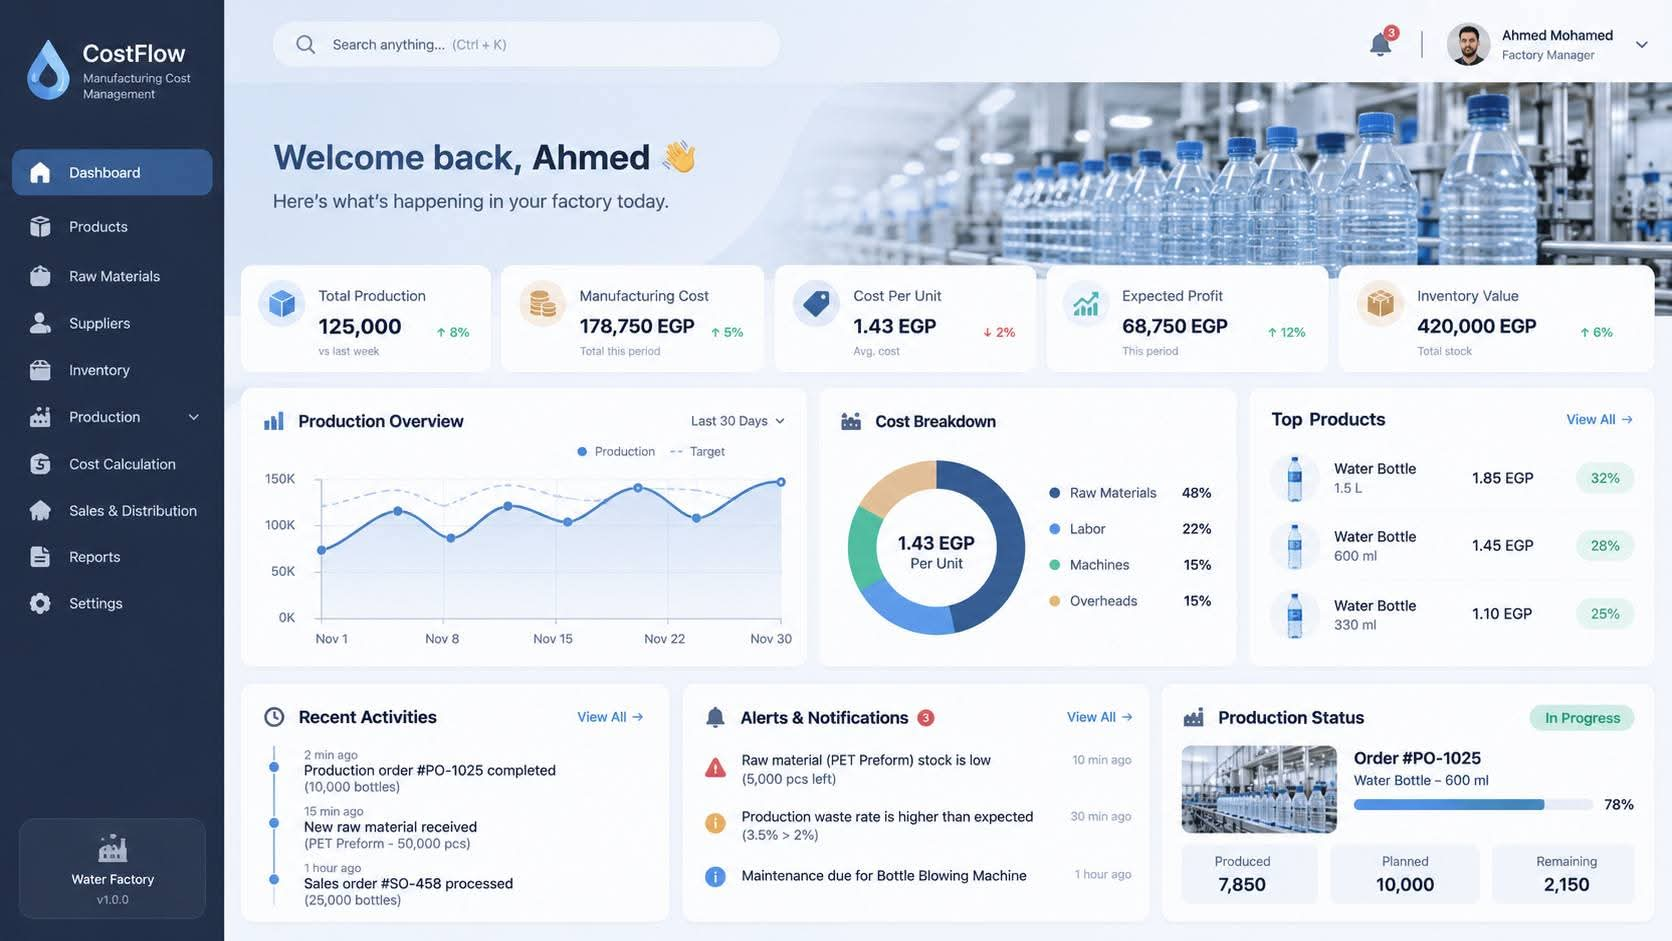 CostFlow
Manufacturing Cost
Management
Dashboard
Products
Raw Materials
Suppliers
Inventory
Production
Cost Calculation
Sales & Distribution
Reports
Settings
Water Factory
v1.0.0
Search anything... (Ctrl + K)
3
Ahmed Mohamed
Factory Manager
Welcome back, Ahmed 👋
Here's what's happening in your factory today.
Total Production
125,000 ↑ 8%
vs last week
Manufacturing Cost
178,750 EGP ↑ 5%
Total this period
Cost Per Unit
1.43 EGP ↓ 2%
Avg. cost
Expected Profit
68,750 EGP ↑ 12%
This period
Inventory Value
420,000 EGP ↑ 6%
Total stock
Production Overview Last 30 Days
Production Target
150K
100K
50K
0K
Nov 1 Nov 8 Nov 15 Nov 22 Nov 30
Cost Breakdown
1.43 EGP
Per Unit
Raw Materials 48%
Labor 22%
Machines 15%
Overheads 15%
Top Products View All →
Water Bottle
1.5 L
1.85 EGP 32%
Water Bottle
600 ml
1.45 EGP 28%
Water Bottle
330 ml
1.10 EGP 25%
Recent Activities View All →
2 min ago
Production order #PO-1025 completed
(10,000 bottles)
15 min ago
New raw material received
(PET Preform - 50,000 pcs)
1 hour ago
Sales order #SO-458 processed
(25,000 bottles)
Alerts & Notifications 3 View All →
Raw material (PET Preform) stock is low 10 min ago
(5,000 pcs left)
Production waste rate is higher than expected 30 min ago
(3.5% > 2%)
Maintenance due for Bottle Blowing Machine 1 hour ago
Production Status In Progress
Order #PO-1025
Water Bottle – 600 ml
78%
Produced
7,850
Planned
10,000
Remaining
2,150